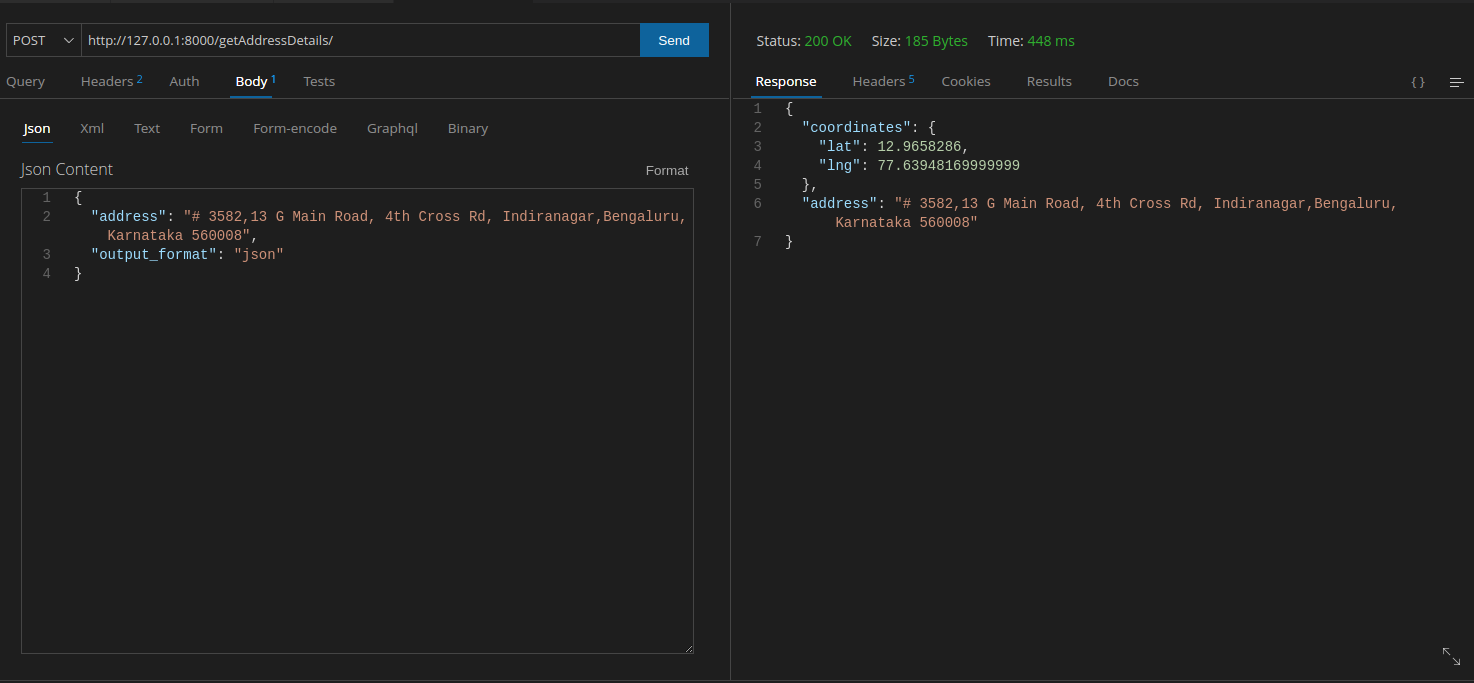 POST http://127.0.0.1:8000/getAddressDetails/ Send
Query Headers 2 Auth Body 1 Tests
Json Xml Text Form Form-encode Graphql Binary
Json Content Format
1 {
2 "address": "# 3582,13 G Main Road, 4th Cross Rd, Indiranagar,Bengaluru,
Karnataka 560008",
3 "output_format": "json"
4 }
Status: 200 OK Size: 185 Bytes Time: 448 ms
Response Headers 5 Cookies Results Docs { }
1 {
2 "coordinates": {
3 "lat": 12.9658286,
4 "lng": 77.63948169999999
5 },
6 "address": "# 3582,13 G Main Road, 4th Cross Rd, Indiranagar,Bengaluru,
Karnataka 560008"
7 }